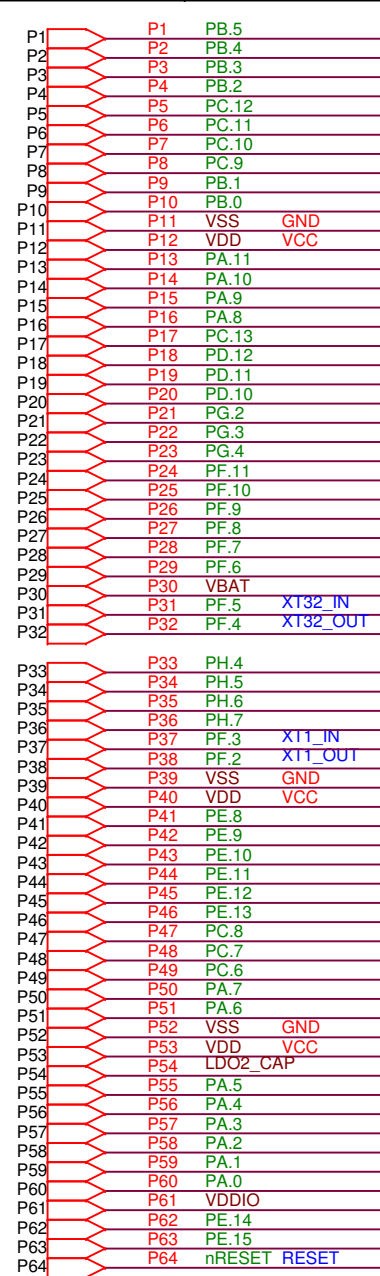 P1 P1 PB.5
P2 P2 PB.4
P3 P3 PB.3
P4 P4 PB.2
P5 P5 PC.12
P6 P6 PC.11
P7 P7 PC.10
P8 P8 PC.9
P9 P9 PB.1
P10 P10 PB.0
P11 P11 VSS GND
P12 P12 VDD VCC
P13 P13 PA.11
P14 P14 PA.10
P15 P15 PA.9
P16 P16 PA.8
P17 P17 PC.13
P18 P18 PD.12
P19 P19 PD.11
P20 P20 PD.10
P21 P21 PG.2
P22 P22 PG.3
P23 P23 PG.4
P24 P24 PF.11
P25 P25 PF.10
P26 P26 PF.9
P27 P27 PF.8
P28 P28 PF.7
P29 P29 PF.6
P30 P30 VBAT
P31 P31 PF.5 XT32_IN
P32 P32 PF.4 XT32_OUT
P33 P33 PH.4
P34 P34 PH.5
P35 P35 PH.6
P36 P36 PH.7
P37 P37 PF.3 XT1_IN
P38 P38 PF.2 XT1_OUT
P39 P39 VSS GND
P40 P40 VDD VCC
P41 P41 PE.8
P42 P42 PE.9
P43 P43 PE.10
P44 P44 PE.11
P45 P45 PE.12
P46 P46 PE.13
P47 P47 PC.8
P48 P48 PC.7
P49 P49 PC.6
P50 P50 PA.7
P51 P51 PA.6
P52 P52 VSS GND
P53 P53 VDD VCC
P54 P54 LDO2_CAP
P55 P55 PA.5
P56 P56 PA.4
P57 P57 PA.3
P58 P58 PA.2
P59 P59 PA.1
P60 P60 PA.0
P61 P61 VDDIO
P62 P62 PE.14
P63 P63 PE.15
P64 P64 nRESET RESET